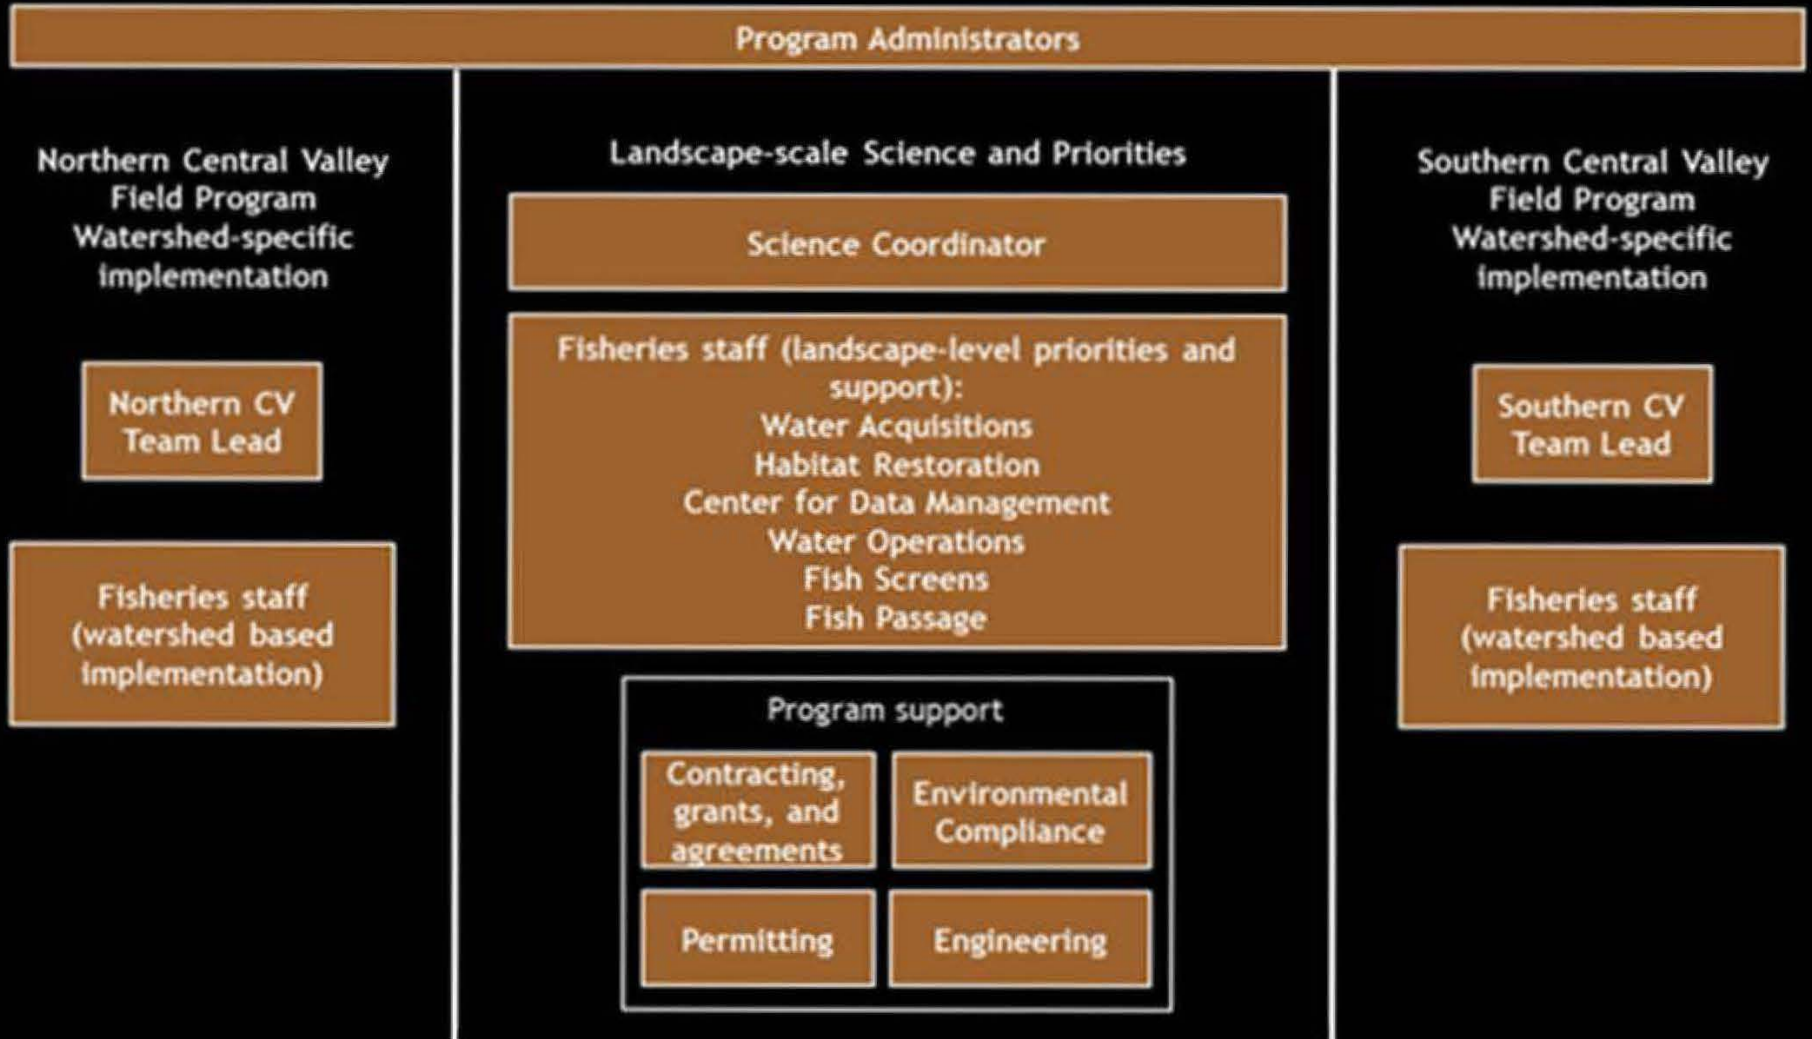 Program Administrators
Northern Central Valley
Field Program
Watershed-specific
implementation
Northern CV
Team Lead
Fisheries staff
(watershed based
implementation)
Landscape-scale Science and Priorities
Science Coordinator
Fisheries staff (landscape-level priorities and
support):
Water Acquisitions
Habitat Restoration
Center for Data Management
Water Operations
Fish Screens
Fish Passage
Program support
Contracting,
grants, and
agreements
Environmental
Compliance
Permitting
Engineering
Southern Central Valley
Field Program
Watershed-specific
implementation
Southern CV
Team Lead
Fisheries staff
(watershed based
implementation)